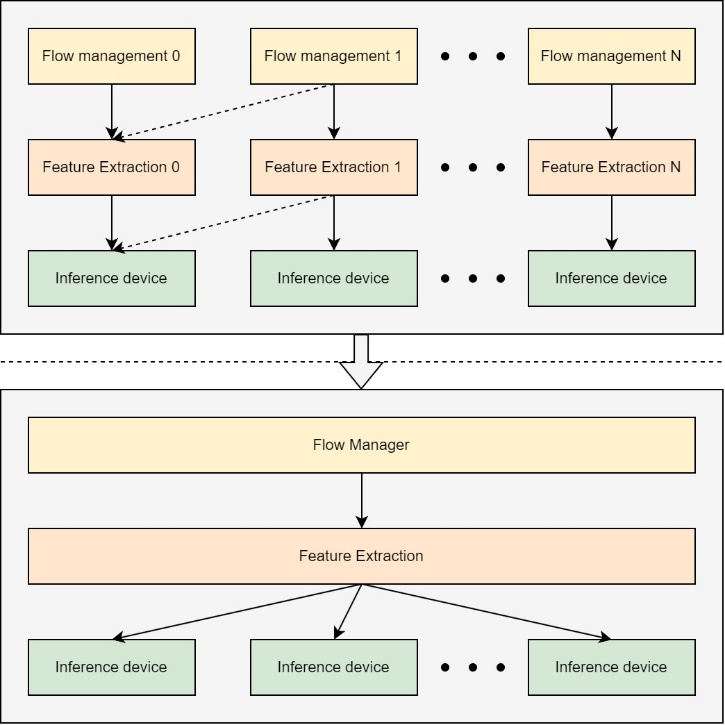 Flow management 0
Flow management 1
Flow management N
Feature Extraction 0
Feature Extraction 1
Feature Extraction N
Inference device
Inference device
Inference device
Flow Manager
Feature Extraction
Inference device
Inference device
Inference device